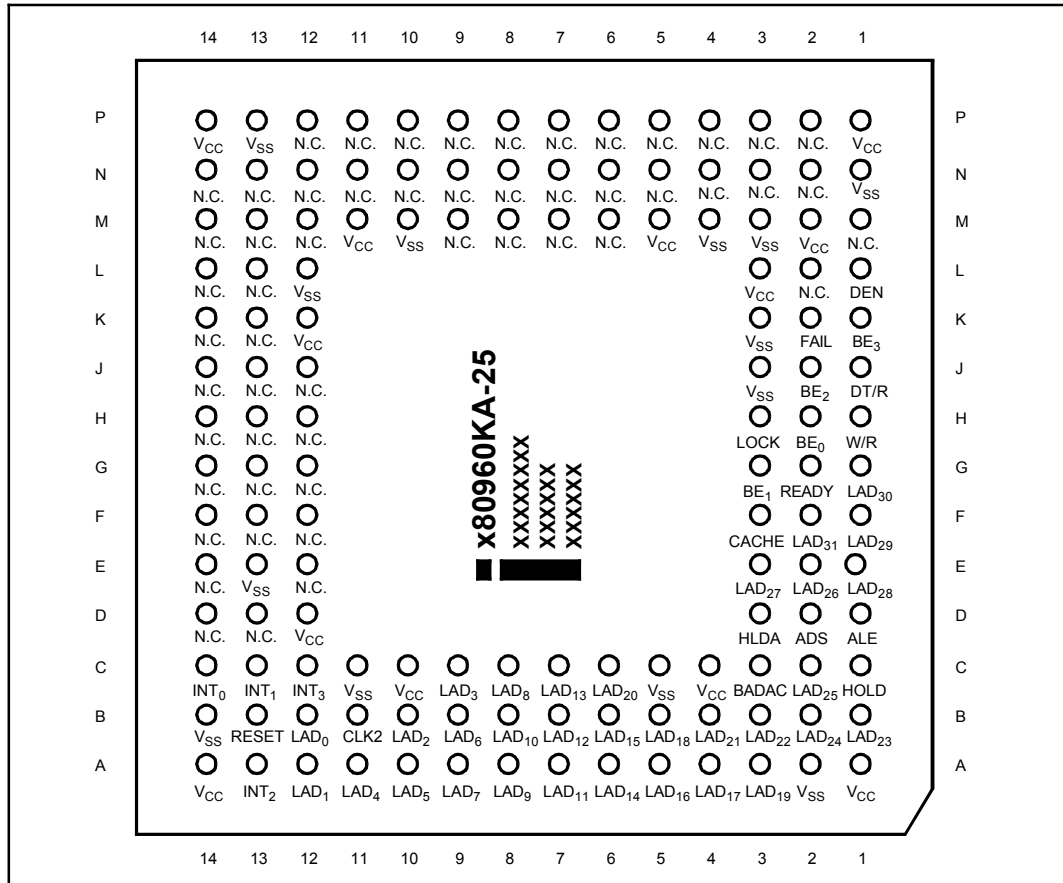 14 13 12 11 10 9 8 7 6 5 4 3 2 1
P P
VCC VSS N.C. N.C. N.C. N.C. N.C. N.C. N.C. N.C. N.C. N.C. N.C. VCC
N N
N.C. N.C. N.C. N.C. N.C. N.C. N.C. N.C. N.C. N.C. N.C. N.C. N.C. VSS
M M
N.C. N.C. N.C. VCC VSS N.C. N.C. N.C. N.C. VCC VSS VSS VCC N.C.
L L
N.C. N.C. VSS VCC N.C. DEN
K K
N.C. N.C. VCC VSS FAIL BE3
J J
N.C. N.C. N.C. VSS BE2 DT/R
H H
N.C. N.C. N.C. LOCK BE0 W/R
G G
N.C. N.C. N.C. BE1 READY LAD30
F F
N.C. N.C. N.C. CACHE LAD31 LAD29
E E
N.C. VSS N.C. LAD27 LAD26 LAD28
D D
N.C. N.C. VCC HLDA ADS ALE
x80960KA-25
XXXXXXXX
XXXXXX
XXXXXX
C C
INT0 INT1 INT3 VSS VCC LAD3 LAD8 LAD13 LAD20 VSS VCC BADAC LAD25 HOLD
B B
VSS RESET LAD0 CLK2 LAD2 LAD6 LAD10 LAD12 LAD15 LAD18 LAD21 LAD22 LAD24 LAD23
A A
VCC INT2 LAD1 LAD4 LAD5 LAD7 LAD9 LAD11 LAD14 LAD16 LAD17 LAD19 VSS VCC
14 13 12 11 10 9 8 7 6 5 4 3 2 1